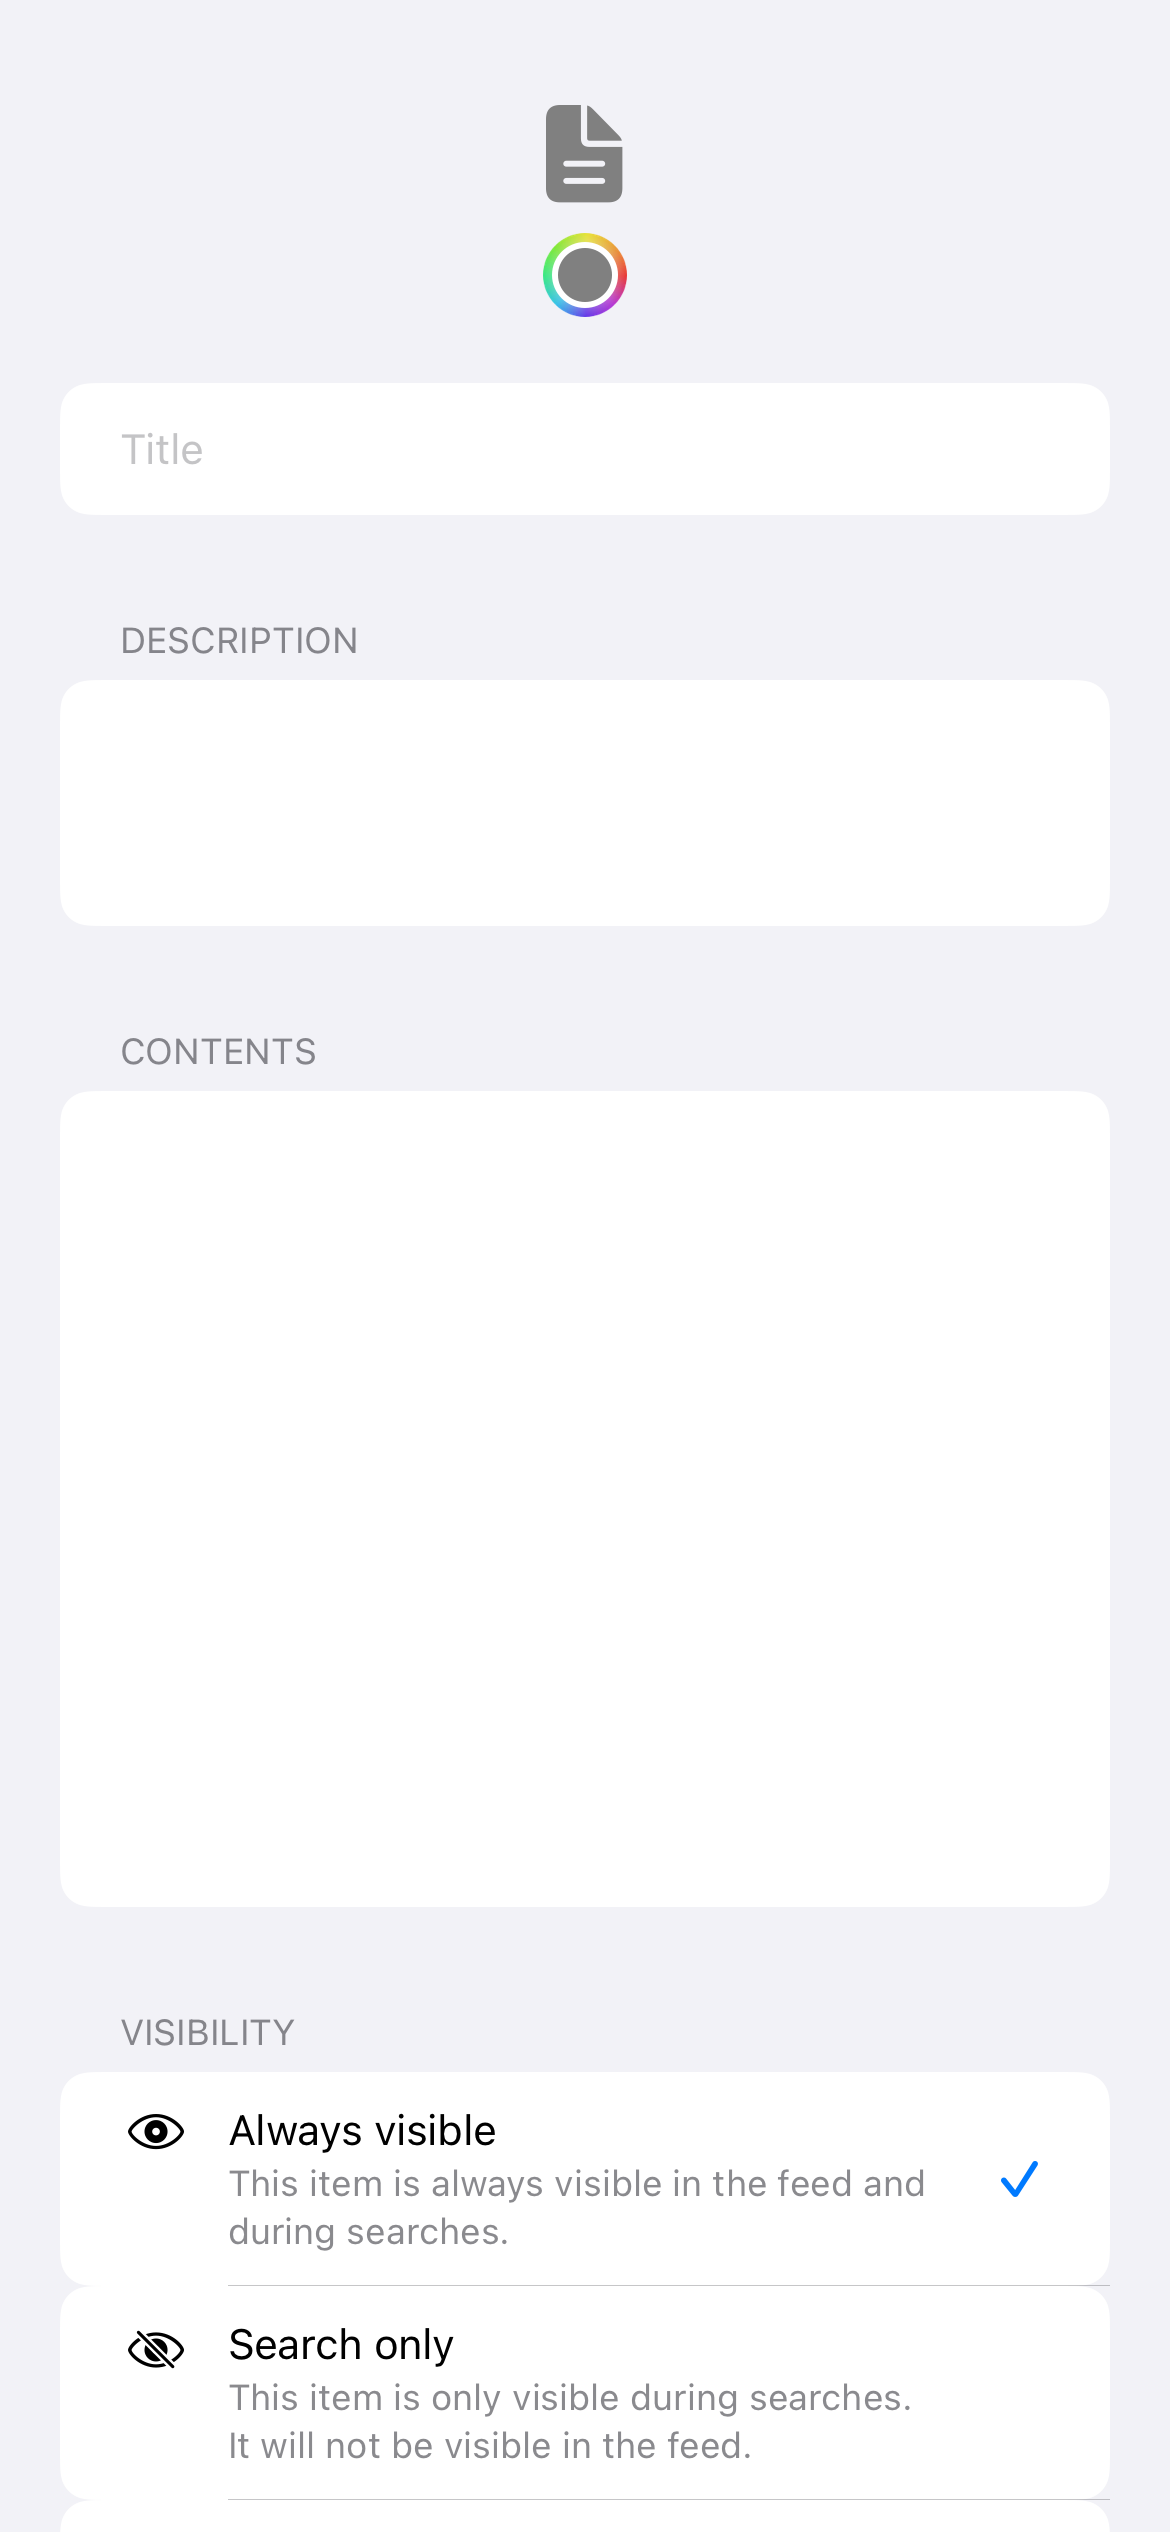 Title
DESCRIPTION
CONTENTS
VISIBILITY
Always visible
This item is always visible in the feed and
during searches.
Search only
This item is only visible during searches.
It will not be visible in the feed.